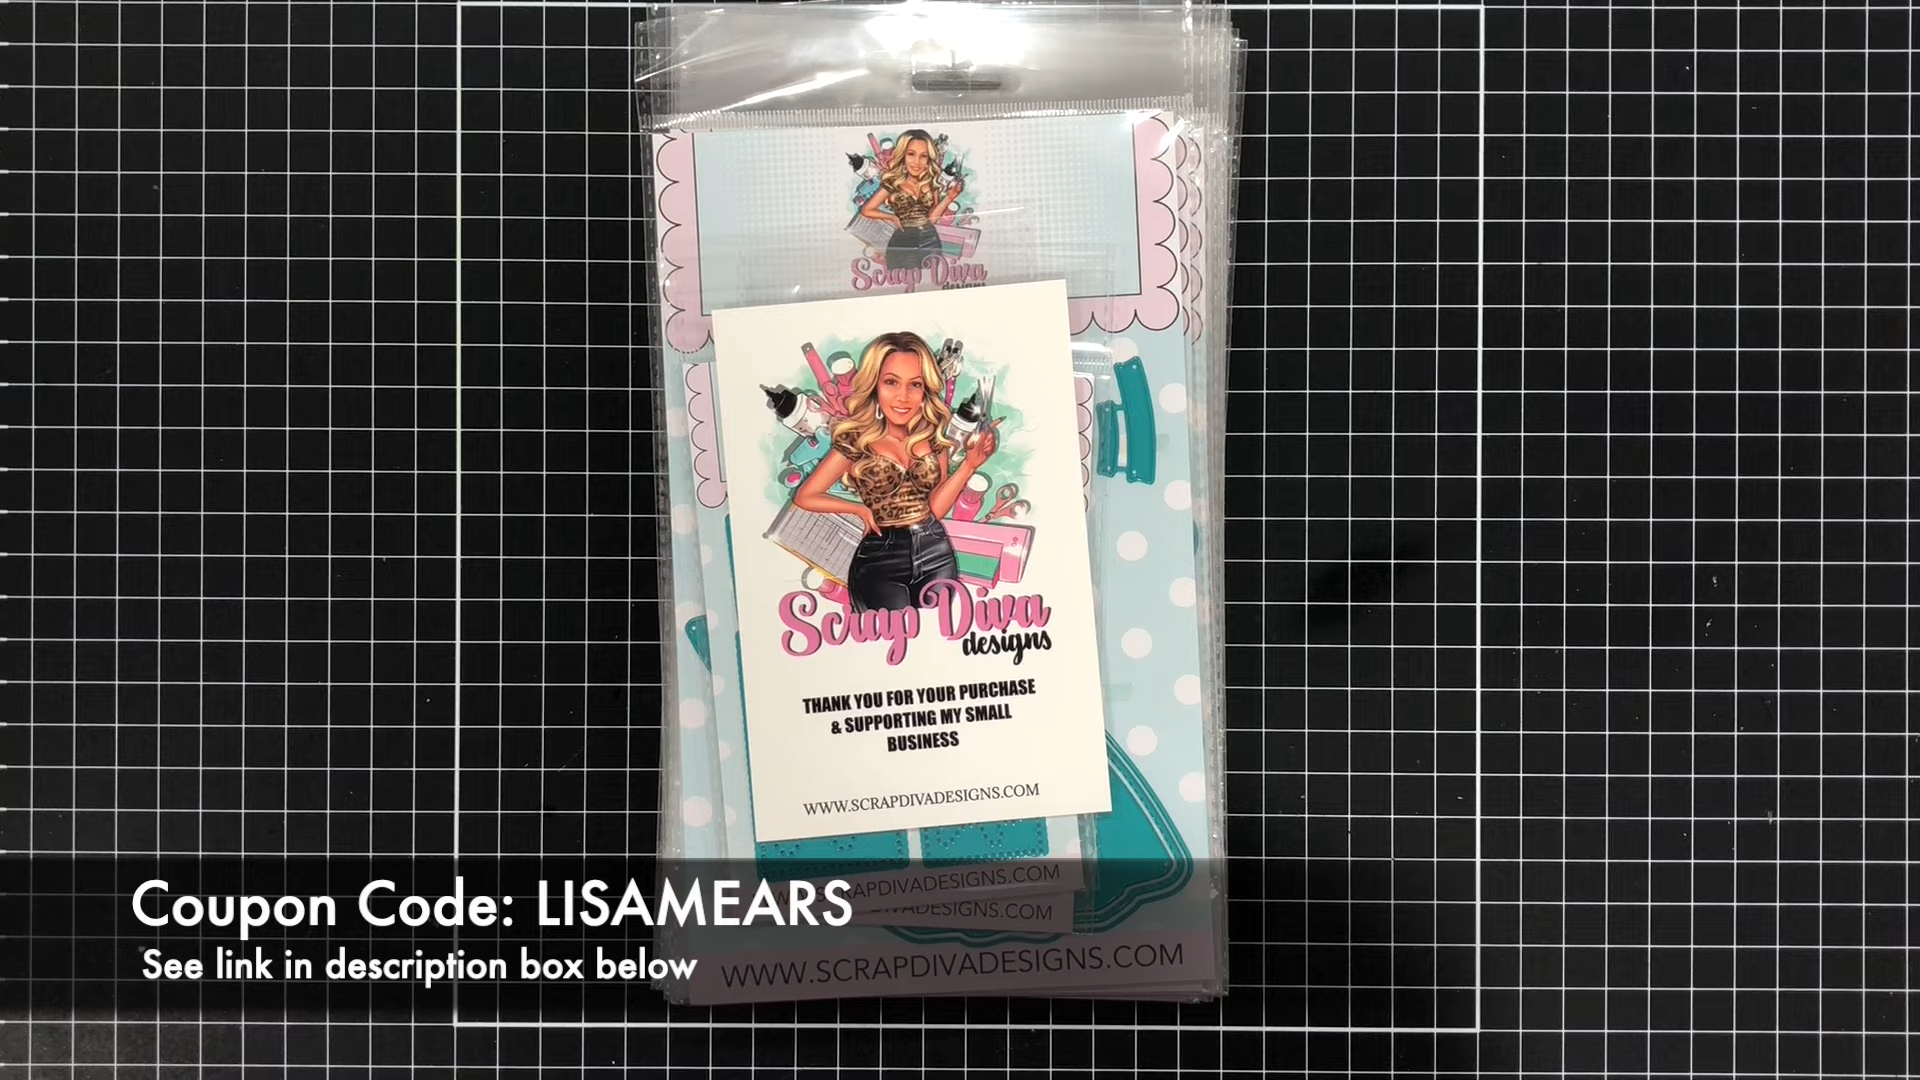 Scrap Diva
designs
Scrap Diva
designs
THANK YOU FOR YOUR PURCHASE
& SUPPORTING MY SMALL
BUSINESS
WWW.SCRAPDIVADESIGNS.COM
SCRAPDIVADESIGNS.COM
WWW.SCRAPDIVADESIGNS.COM
Coupon Code: LISAMEARS
See link in description box below